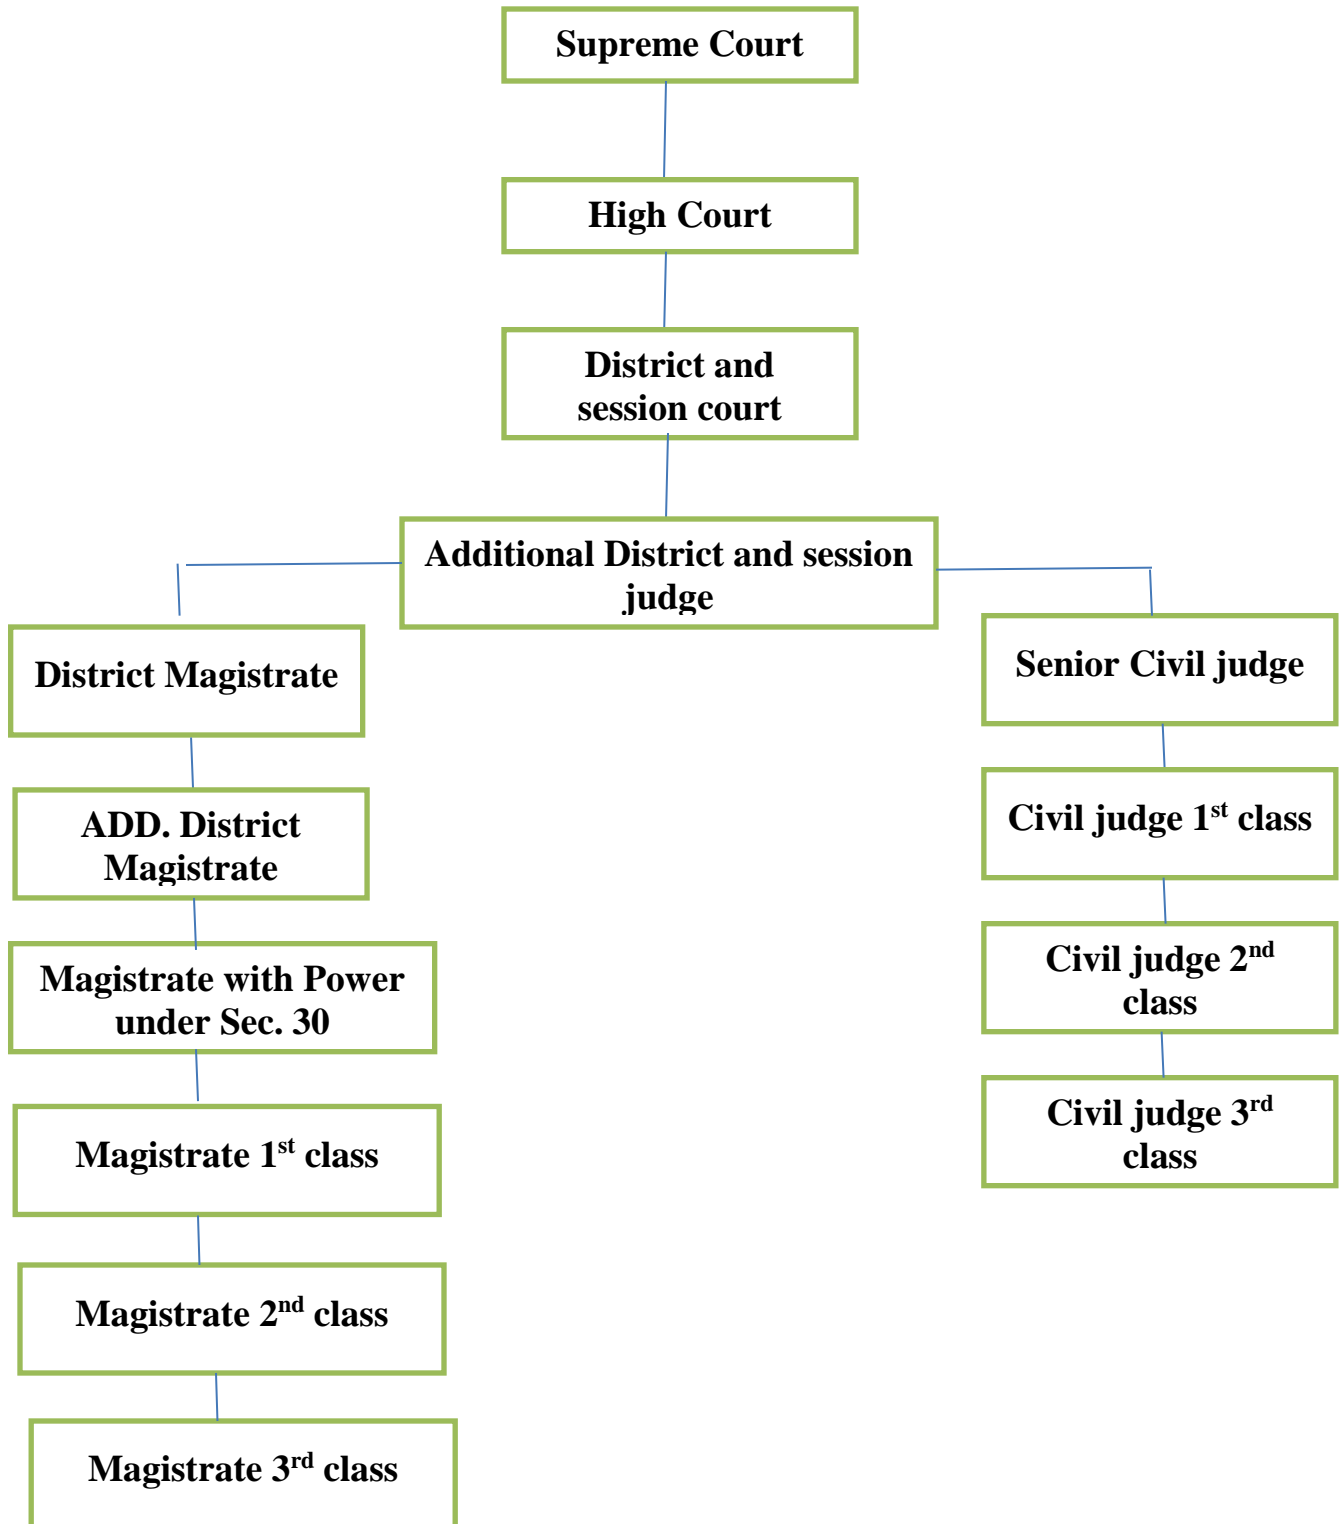 Supreme Court
High Court
District and
session court
Additional District and session
judge
District Magistrate
ADD. District
Magistrate
Magistrate with Power
under Sec. 30
Magistrate 1st class
Magistrate 2nd class
Magistrate 3rd class
Senior Civil judge
Civil judge 1st class
Civil judge 2nd
class
Civil judge 3rd
class